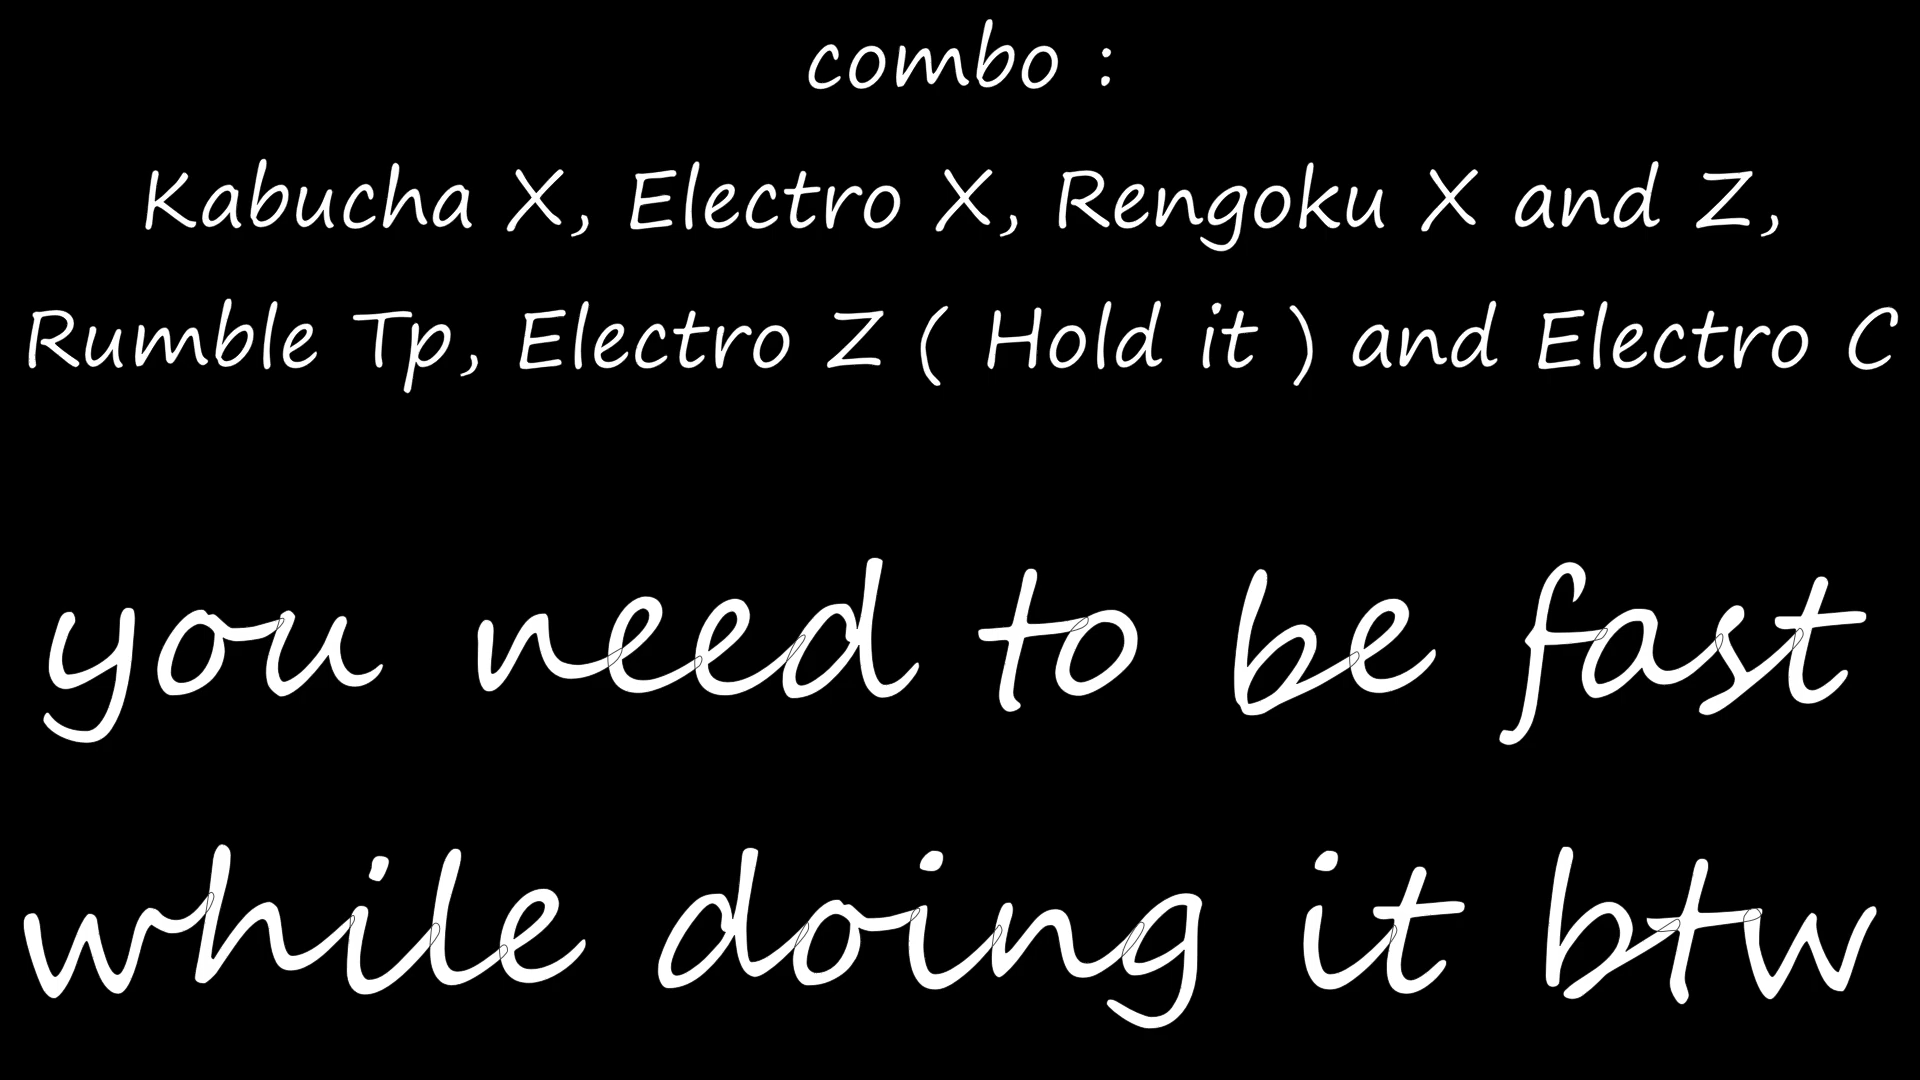 combo :
Kabucha X, Electro X, Rengoku X and Z,
Rumble Tp, Electro Z ( Hold it ) and Electro C
you need to be fast
while doing it btw